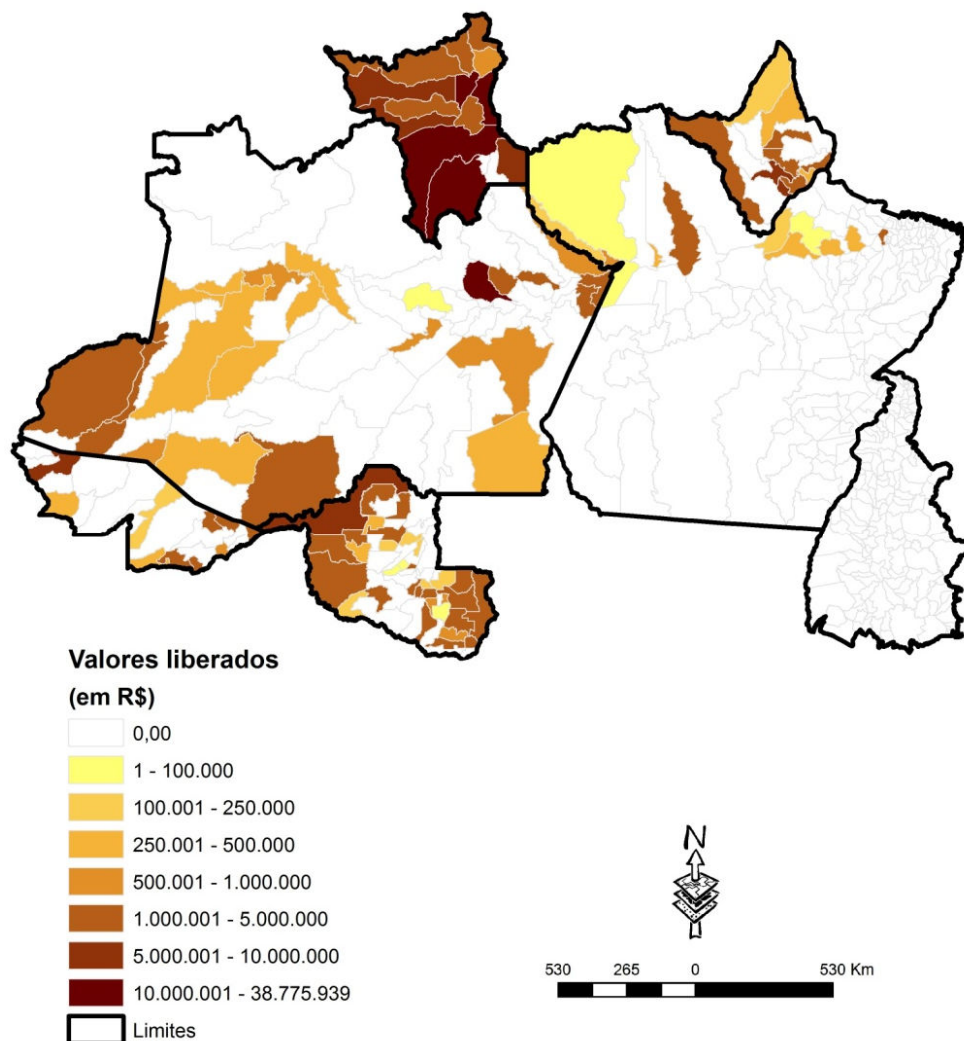 Valores liberados
(em R$)
0,00
1 - 100.000
100.001 - 250.000
250.001 - 500.000
500.001 - 1.000.000
1.000.001 - 5.000.000
5.000.001 - 10.000.000
10.000.001 - 38.775.939
Limites
N
530 265 0 530 Km